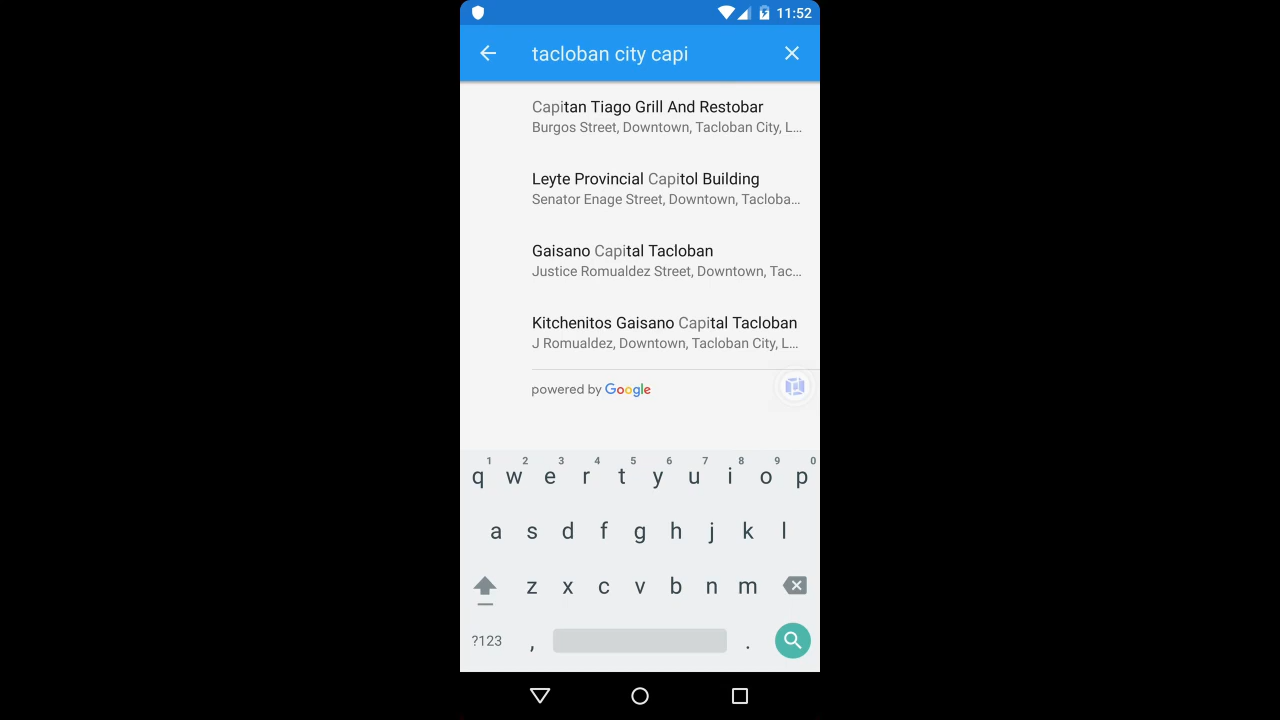 11:52
tacloban city capi
Capitan Tiago Grill And Restobar
Burgos Street, Downtown, Tacloban City, L...
Leyte Provincial Capitol Building
Senator Enage Street, Downtown, Tacloba...
Gaisano Capital Tacloban
Justice Romualdez Street, Downtown, Tac...
Kitchenitos Gaisano Capital Tacloban
J Romualdez, Downtown, Tacloban City, L...
powered by Google
1 2 3 4 5 6 7 8 9 0
q w e r t y u i o p
a s d f g h j k l
z x c v b n m
?123 , .